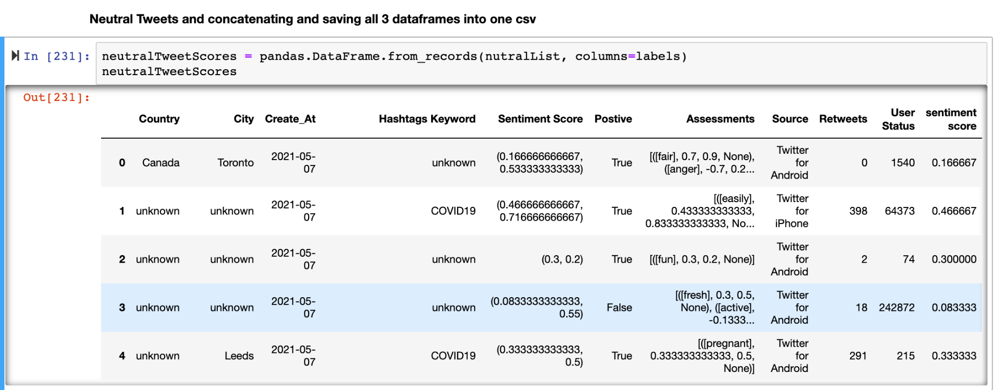 Neutral Tweets and concatenating and saving all 3 dataframes into one csv
In [231]: neutralTweetScores = pandas.DataFrame.from_records(nutralList, columns=labels)
neutralTweetScores
Out[231]:
Country City Create_At Hashtags Keyword Sentiment Score Postive Assessments Source Retweets User Status sentiment score
0 Canada Toronto 2021-05-07 unknown (0.166666666667, 0.533333333333) True [([fair], 0.7, 0.9, None), ([anger], -0.7, 0.2... Twitter for Android 0 1540 0.166667
1 unknown unknown 2021-05-07 COVID19 (0.466666666667, 0.716666666667) True [([easily], 0.433333333333, 0.833333333333, No... Twitter for iPhone 398 64373 0.466667
2 unknown unknown 2021-05-07 unknown (0.3, 0.2) True [([fun], 0.3, 0.2, None)] Twitter for Android 2 74 0.300000
3 unknown unknown 2021-05-07 unknown (0.0833333333333, 0.55) False [([fresh], 0.3, 0.5, None), ([active], -0.1333... Twitter for Android 18 242872 0.083333
4 unknown Leeds 2021-05-07 COVID19 (0.333333333333, 0.5) True [([pregnant], 0.333333333333, 0.5, None)] Twitter for Android 291 215 0.333333